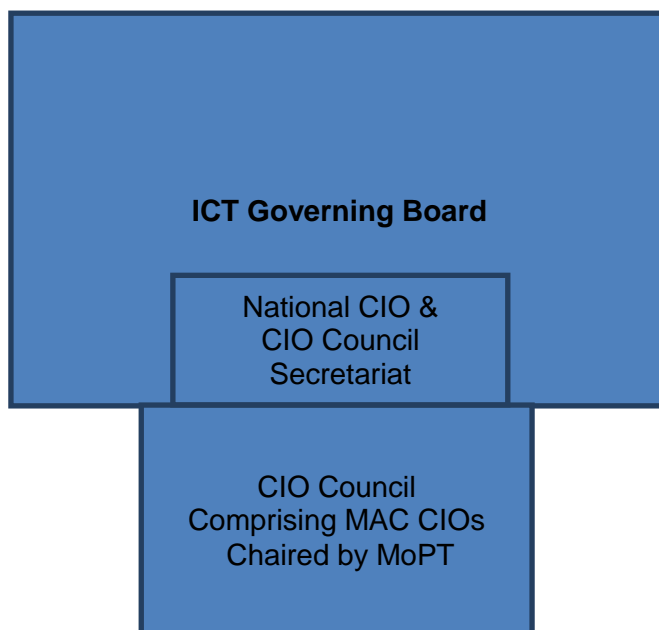 ICT Governing Board
National CIO &
CIO Council
Secretariat
CIO Council
Comprising MAC CIOs
Chaired by MoPT